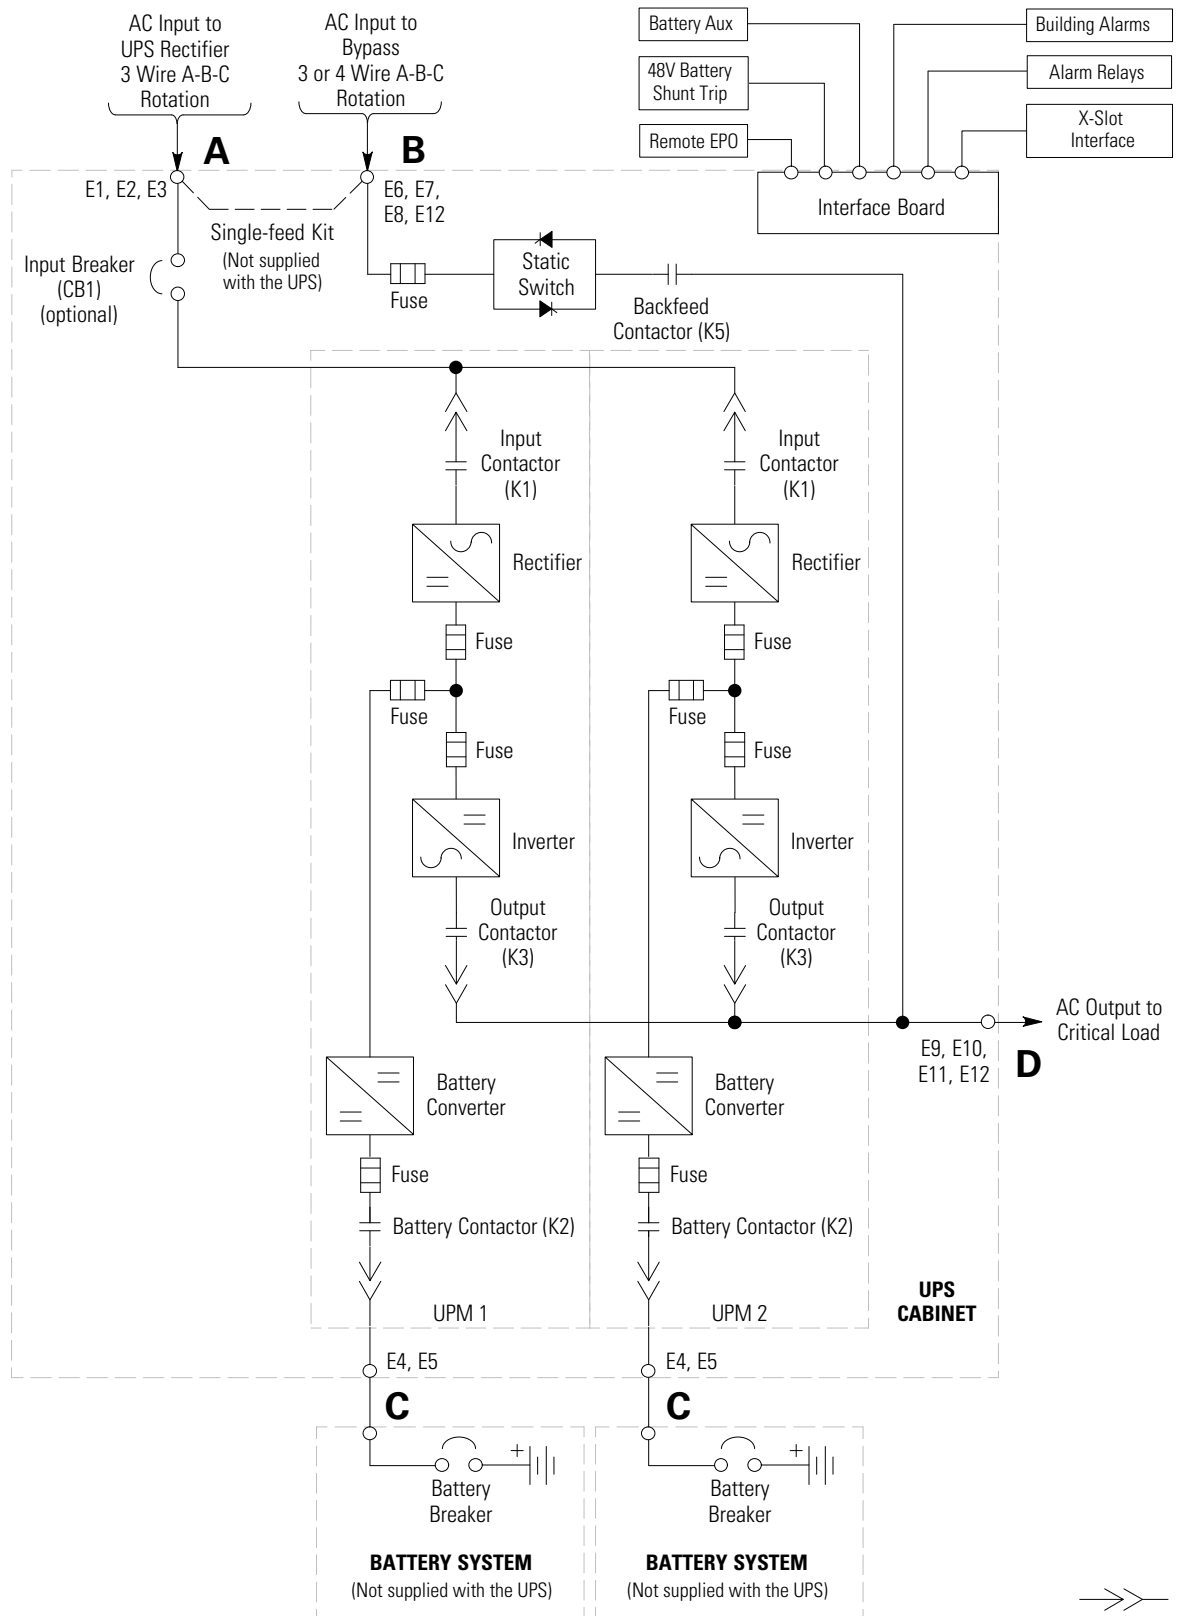 AC Input to
UPS Rectifier
3 Wire A-B-C
Rotation
AC Input to
Bypass
3 or 4 Wire A-B-C
Rotation
Battery Aux
48V Battery
Shunt Trip
Remote EPO
Building Alarms
Alarm Relays
X-Slot
Interface
Interface Board
A
B
E1, E2, E3
E6, E7,
E8, E12
Single-feed Kit
(Not supplied
with the UPS)
Input Breaker
(CB1)
(optional)
Fuse
Static
Switch
Backfeed
Contactor (K5)
Input
Contactor
(K1)
Input
Contactor
(K1)
Rectifier
Rectifier
Fuse
Fuse
Fuse
Fuse
Fuse
Fuse
Inverter
Inverter
Output
Contactor
(K3)
Output
Contactor
(K3)
AC Output to
Critical Load
E9, E10,
E11, E12
D
Battery
Converter
Battery
Converter
Fuse
Fuse
Battery Contactor (K2)
Battery Contactor (K2)
UPM 1
UPM 2
UPS
CABINET
E4, E5
E4, E5
C
C
Battery
Breaker
Battery
Breaker
+
+
BATTERY SYSTEM
(Not supplied with the UPS)
BATTERY SYSTEM
(Not supplied with the UPS)